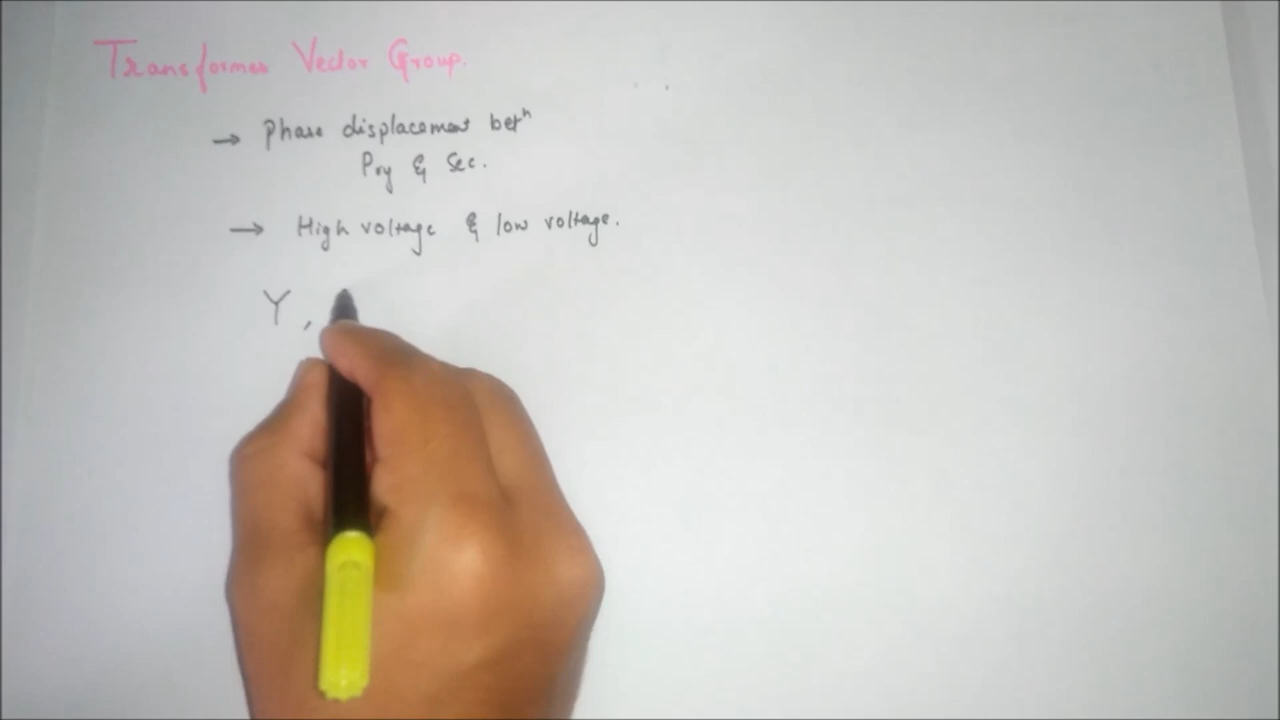 Transformer Vector Group.
→ Phase displacement betⁿ
Pry & Sec.
→ High voltage & low voltage.
Y ,